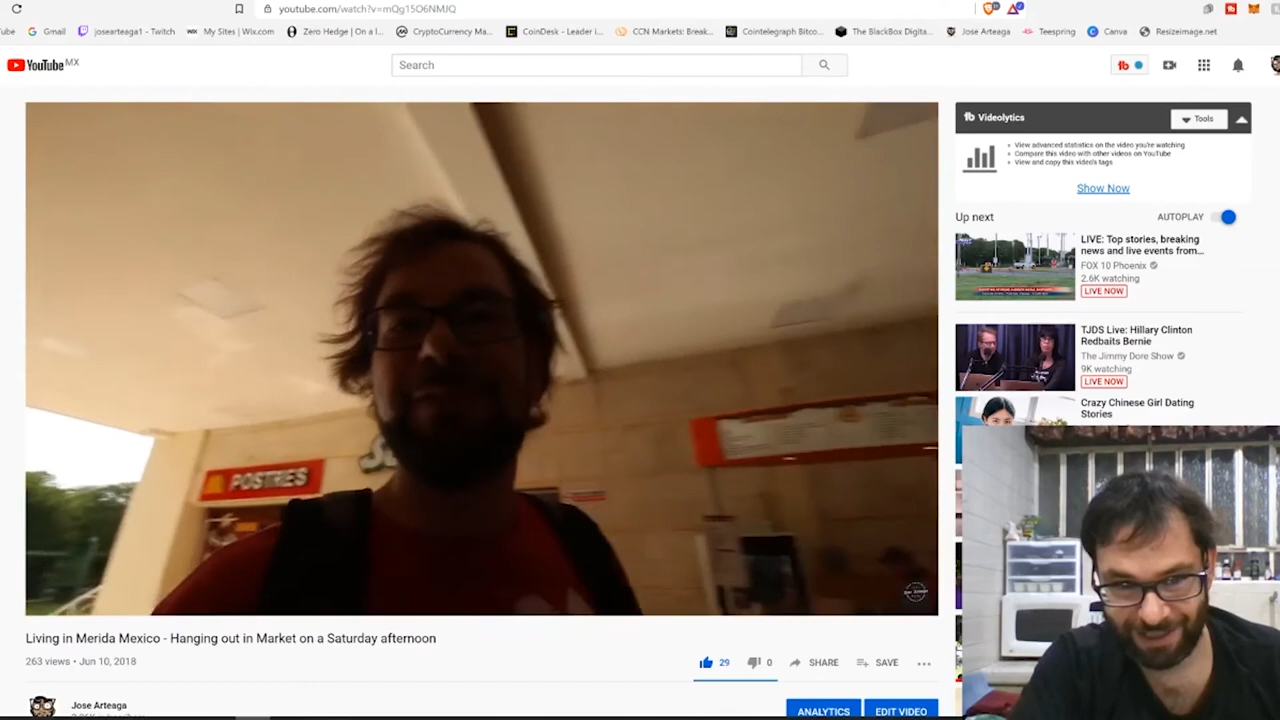 youtube.com/watch?v=mQg15O6NMJQ
ube Gmail josearteaga1 - Twitch My Sites | Wix.com Zero Hedge | On a l... CryptoCurrency Ma... CoinDesk - Leader i... CCN Markets: Break... Cointelegraph Bitco... The BlackBox Digita... Jose Arteaga Teespring Canva Resizeimage.net
YouTube MX
Search
Videolytics
Tools
View advanced statistics on the video you're watching
Compare this video with other videos on YouTube
View and copy this video's tags
Show Now
Up next AUTOPLAY
LIVE: Top stories, breaking
news and live events from...
FOX 10 Phoenix
2.6K watching
LIVE NOW
TJDS Live: Hillary Clinton
Redbaits Bernie
The Jimmy Dore Show
9K watching
LIVE NOW
Crazy Chinese Girl Dating
Stories
POSTRES
Living in Merida Mexico - Hanging out in Market on a Saturday afternoon
263 views • Jun 10, 2018
29 0 SHARE SAVE
Jose Arteaga
ANALYTICS EDIT VIDEO